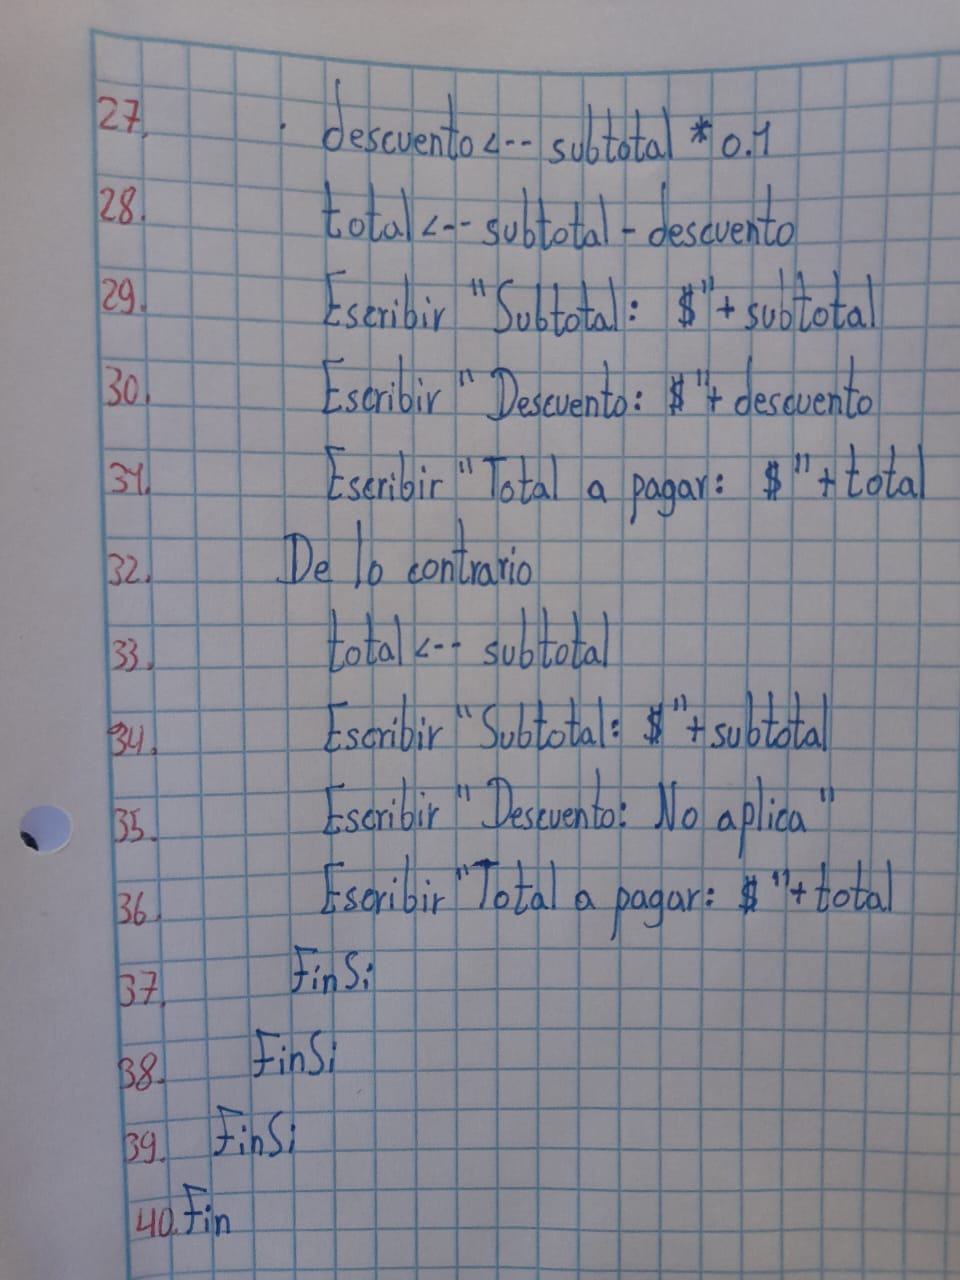 27. descuento <-- subtotal * 0.1
28. total <-- subtotal - descuento
29. Escribir "Subtotal: $" + subtotal
30. Escribir "Descuento: $" + descuento
31. Escribir "Total a pagar: $" + total
32. De lo contrario
33. total <-- subtotal
34. Escribir "Subtotal: $" + subtotal
35. Escribir "Descuento: No aplica"
36. Escribir "Total a pagar: $" + total
37. FinSi
38. FinSi
39. FinSi
40. Fin